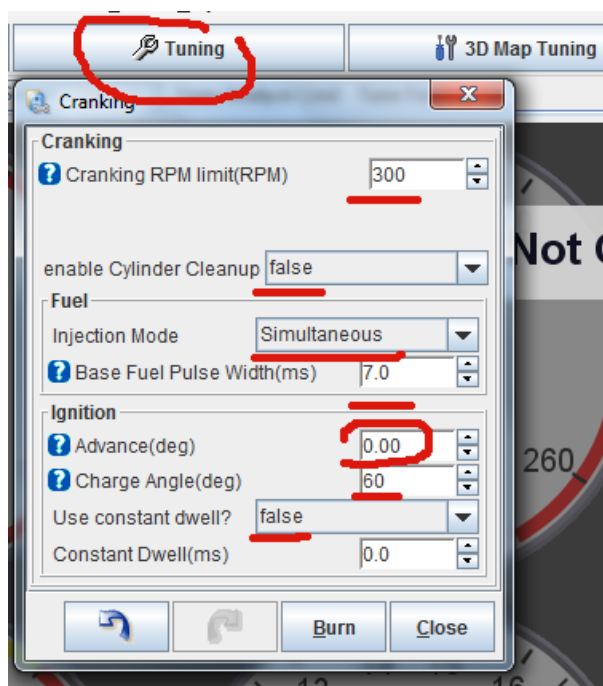 Tuning
3D Map Tuning
Cranking
Cranking
Cranking RPM limit(RPM) 300
enable Cylinder Cleanup false
Not
Fuel
Injection Mode Simultaneous
Base Fuel Pulse Width(ms) 7.0
Ignition
Advance(deg) 0.00
260
Charge Angle(deg) 60
Use constant dwell? false
Constant Dwell(ms) 0.0
Burn Close